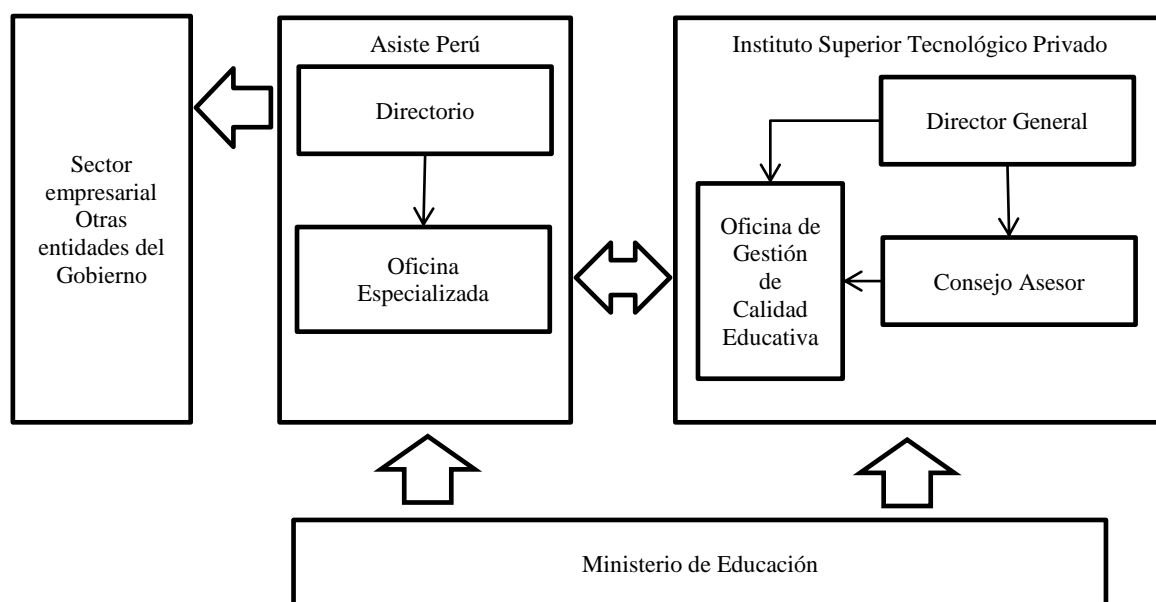 Sector
empresarial
Otras
entidades del
Gobierno
Asiste Perú
Directorio
Oficina
Especializada
Instituto Superior Tecnológico Privado
Director General
Oficina de
Gestión
de
Calidad
Educativa
Consejo Asesor
Ministerio de Educación